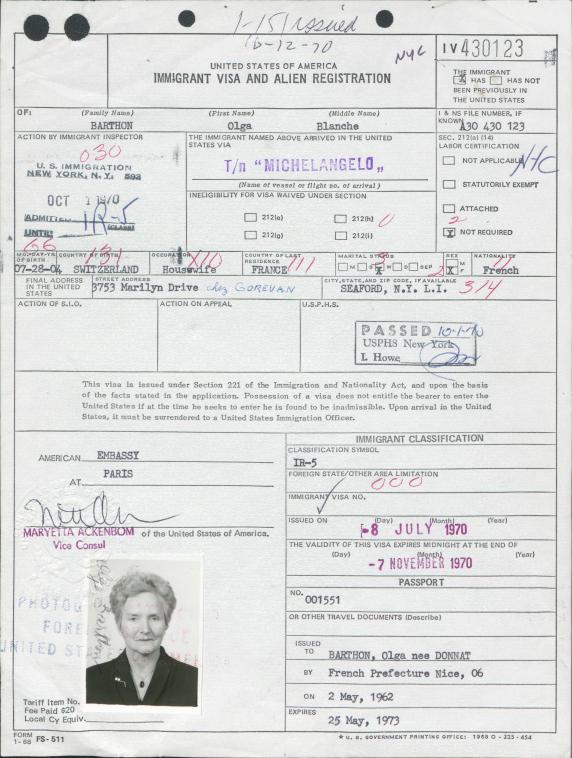 1-151 issued
10-12-70
NYC
IV 430123
UNITED STATES OF AMERICA
IMMIGRANT VISA AND ALIEN REGISTRATION
THE IMMIGRANT
X HAS HAS NOT
BEEN PREVIOUSLY IN
THE UNITED STATES
OF: (Family Name) (First Name) (Middle Name)
BARTHON Olga Blanche
I & NS FILE NUMBER, IF
KNOWN A30 430 123
ACTION BY IMMIGRANT INSPECTOR
030
U. S. IMMIGRATION
NEW YORK, N. Y. 593
OCT 1 1970
ADMITTED IR-5 (CLASS)
UNTIL:
66
THE IMMIGRANT NAMED ABOVE ARRIVED IN THE UNITED
STATES VIA
T/n "MICHELANGELO"
(Name of vessel or flight no. of arrival)
INELIGIBILITY FOR VISA WAIVED UNDER SECTION
212(e) 212(h) 0
212(g) 212(i)
SEC. 212(a) (14)
LABOR CERTIFICATION
NOT APPLICABLE
STATUTORILY EXEMPT
ATTACHED
2
X NOT REQUIRED
MO.-DAY-YR.
OF BIRTH
07-28-04
COUNTRY OF BIRTH
131
SWITZERLAND
OCCUPATION
X10
Housewife
COUNTRY OF LAST
RESIDENCE
111
FRANCE
MARITAL STATUS
3
M S X W D SEP
SEX
2
X F M
NATIONALITY
11
French
FINAL ADDRESS
IN THE UNITED
STATES
STREET ADDRESS
3753 Marilyn Drive chez GOREVAN
CITY, STATE, AND ZIP CODE, IF AVAILABLE
SEAFORD, N.Y. L.I. 314
ACTION OF S.I.O. ACTION ON APPEAL U.S.P.H.S.
PASSED 10-1-70
USPHS New York
I. Howe
This visa is issued under Section 221 of the Immigration and Nationality Act, and upon the basis
of the facts stated in the application. Possession of a visa does not entitle the bearer to enter the
United States if at the time he seeks to enter he is found to be inadmissible. Upon arrival in the United
States, it must be surrendered to a United States Immigration Officer.
AMERICAN EMBASSY
AT PARIS
MARYETTA ACKENBOM of the United States of America.
Vice Consul
PHOTOG
FORE
UNITED STATES
Tariff Item No.
Fee Paid $20
Local Cy Equiv.
IMMIGRANT CLASSIFICATION
CLASSIFICATION SYMBOL
IR-5
FOREIGN STATE/OTHER AREA LIMITATION
000
IMMIGRANT VISA NO.
ISSUED ON (Day) (Month) (Year)
-8 JULY 1970
THE VALIDITY OF THIS VISA EXPIRES MIDNIGHT AT THE END OF
(Day) (Month) (Year)
-7 NOVEMBER 1970
PASSPORT
NO. 001551
OR OTHER TRAVEL DOCUMENTS (Describe)
ISSUED
TO BARTHON, Olga nee DONNAT
BY French Prefecture Nice, 06
ON 2 May, 1962
EXPIRES
25 May, 1973
FORM
1-68 FS-511
★ U. S. GOVERNMENT PRINTING OFFICE: 1968 O - 325-454